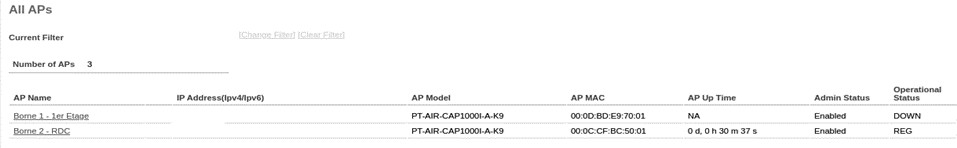 All APs
Current Filter [Change Filter] [Clear Filter]
Number of APs 3
AP Name IP Address(Ipv4/Ipv6) AP Model AP MAC AP Up Time Admin Status Operational Status
Borne 1 - 1er Etage PT-AIR-CAP1000I-A-K9 00:0D:BD:E9:70:01 NA Enabled DOWN
Borne 2 - RDC PT-AIR-CAP1000I-A-K9 00:0C:CF:BC:50:01 0 d, 0 h 30 m 37 s Enabled REG